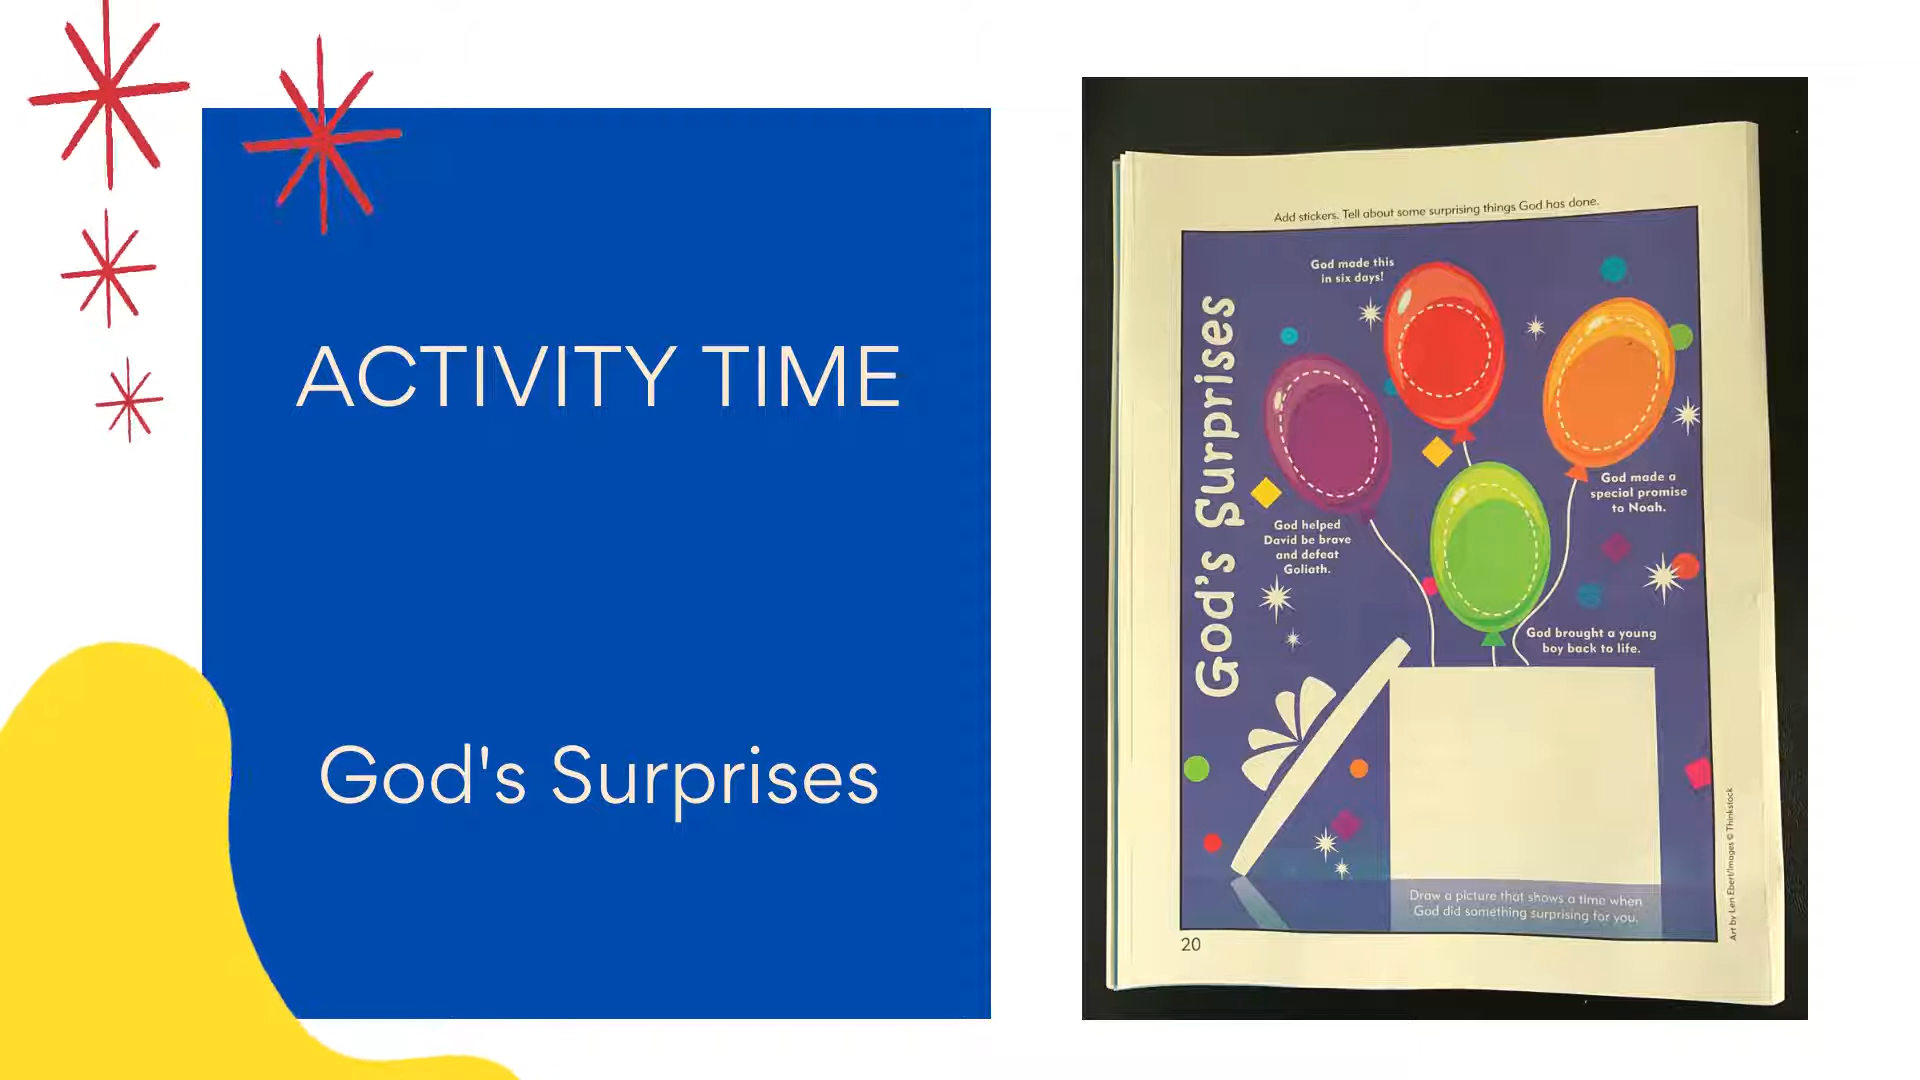 ACTIVITY TIME
God's Surprises
Add stickers. Tell about some surprising things God has done.
God's Surprises
God made this
in six days!
God made a
special promise
to Noah.
God helped
David be brave
and defeat
Goliath.
God brought a young
boy back to life.
Draw a picture that shows a time when
God did something surprising for you.
20
Art by Len Ebert/Images © Thinkstock